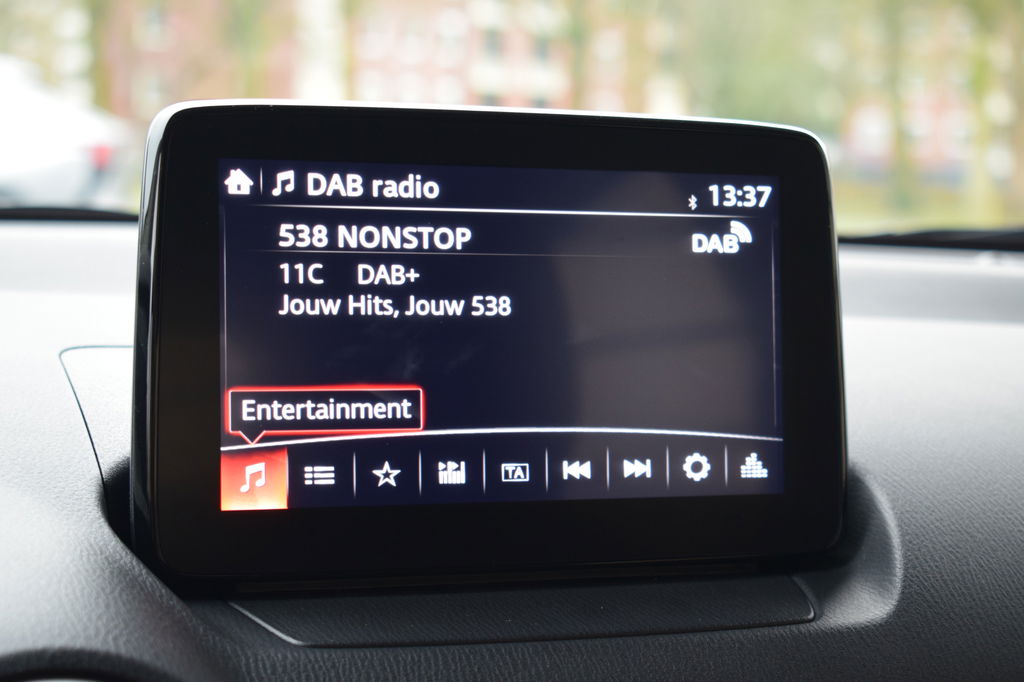 DAB radio 13:37
538 NONSTOP DAB
11C DAB+
Jouw Hits, Jouw 538
Entertainment
TA